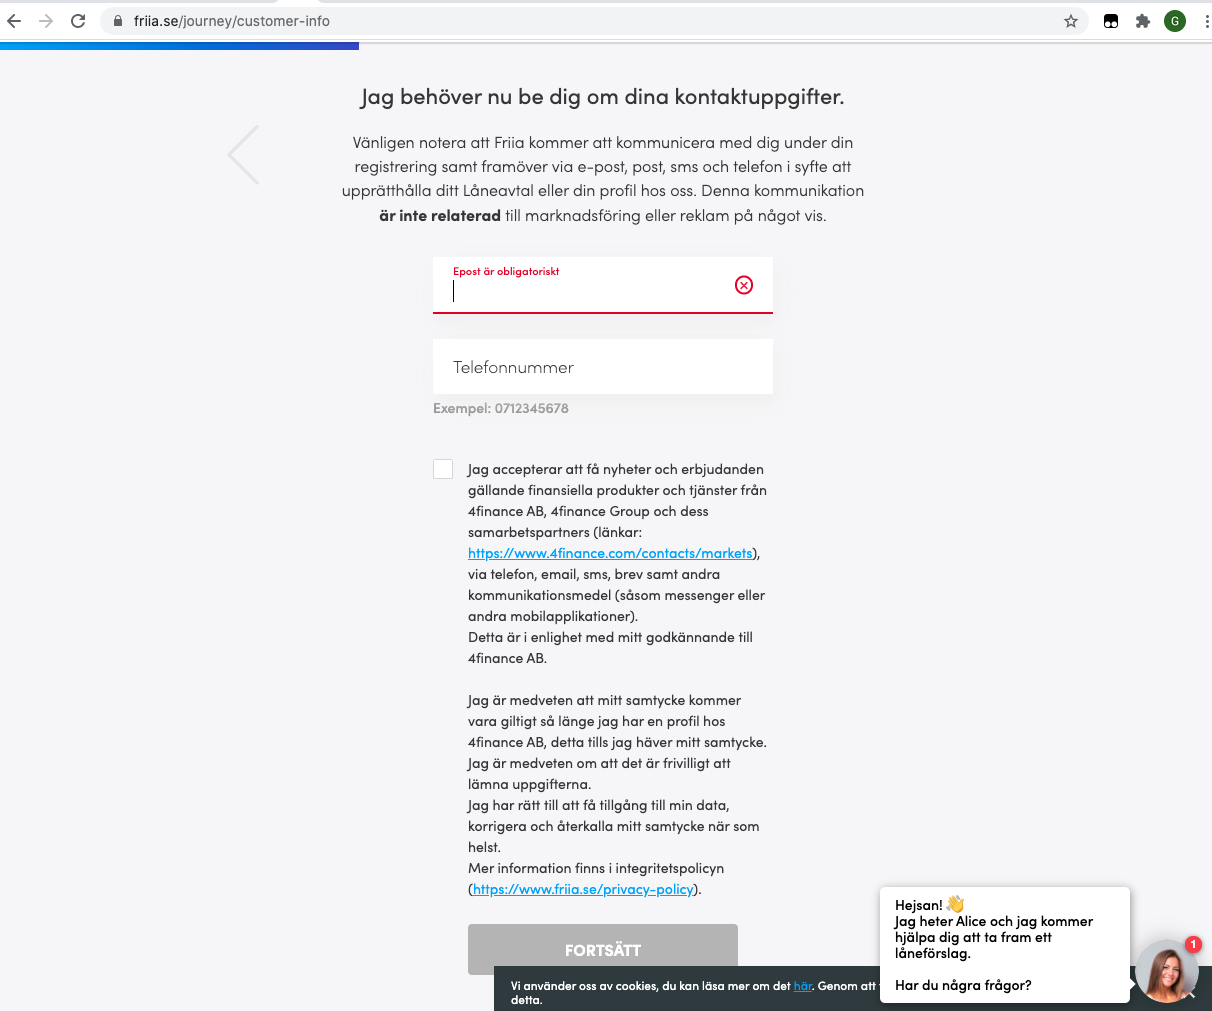 friia.se/journey/customer-info
G
Jag behöver nu be dig om dina kontaktuppgifter.
Vänligen notera att Friia kommer att kommunicera med dig under din
registrering samt framöver via e-post, post, sms och telefon i syfte att
upprätthålla ditt Låneavtal eller din profil hos oss. Denna kommunikation
är inte relaterad till marknadsföring eller reklam på något vis.
Epost är obligatoriskt
Telefonnummer
Exempel: 0712345678
Jag accepterar att få nyheter och erbjudanden
gällande finansiella produkter och tjänster från
4finance AB, 4finance Group och dess
samarbetspartners (länkar:
https://www.4finance.com/contacts/markets),
via telefon, email, sms, brev samt andra
kommunikationsmedel (såsom messenger eller
andra mobilapplikationer).
Detta är i enlighet med mitt godkännande till
4finance AB.
Jag är medveten att mitt samtycke kommer
vara giltigt så länge jag har en profil hos
4finance AB, detta tills jag häver mitt samtycke.
Jag är medveten om att det är frivilligt att
lämna uppgifterna.
Jag har rätt till att få tillgång till min data,
korrigera och återkalla mitt samtycke när som
helst.
Mer information finns i integritetspolicyn
(https://www.friia.se/privacy-policy).
FORTSÄTT
Vi använder oss av cookies, du kan läsa mer om det här. Genom att
detta.
Hejsan! 👋
Jag heter Alice och jag kommer
hjälpa dig att ta fram ett
låneförslag.
Har du några frågor?
1